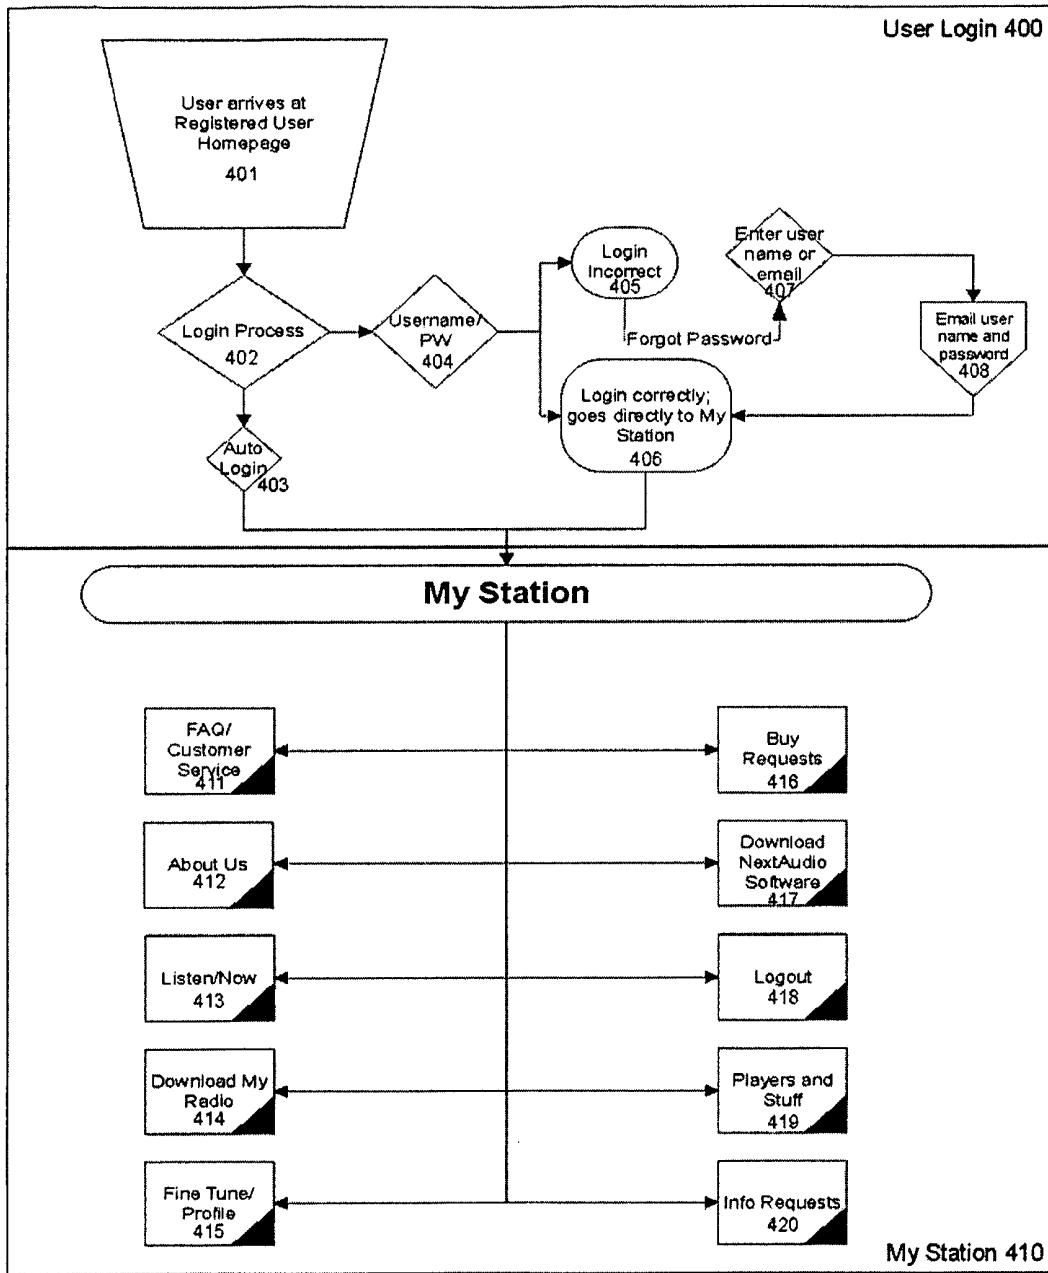 User Login 400
User arrives at
Registered User
Homepage
401
Login Process
402
Username/
PW
404
Auto
Login
403
Login
Incorrect
405
Forgot Password
Enter user
name or
email
407
Email user
name and
password
408
Login correctly;
goes directly to My
Station
406
My Station
FAQ/
Customer
Service
411
Buy
Requests
416
About Us
412
Download
NextAudio
Software
417
Listen/Now
413
Logout
418
Download My
Radio
414
Players and
Stuff
419
Fine Tune/
Profile
415
Info Requests
420
My Station 410